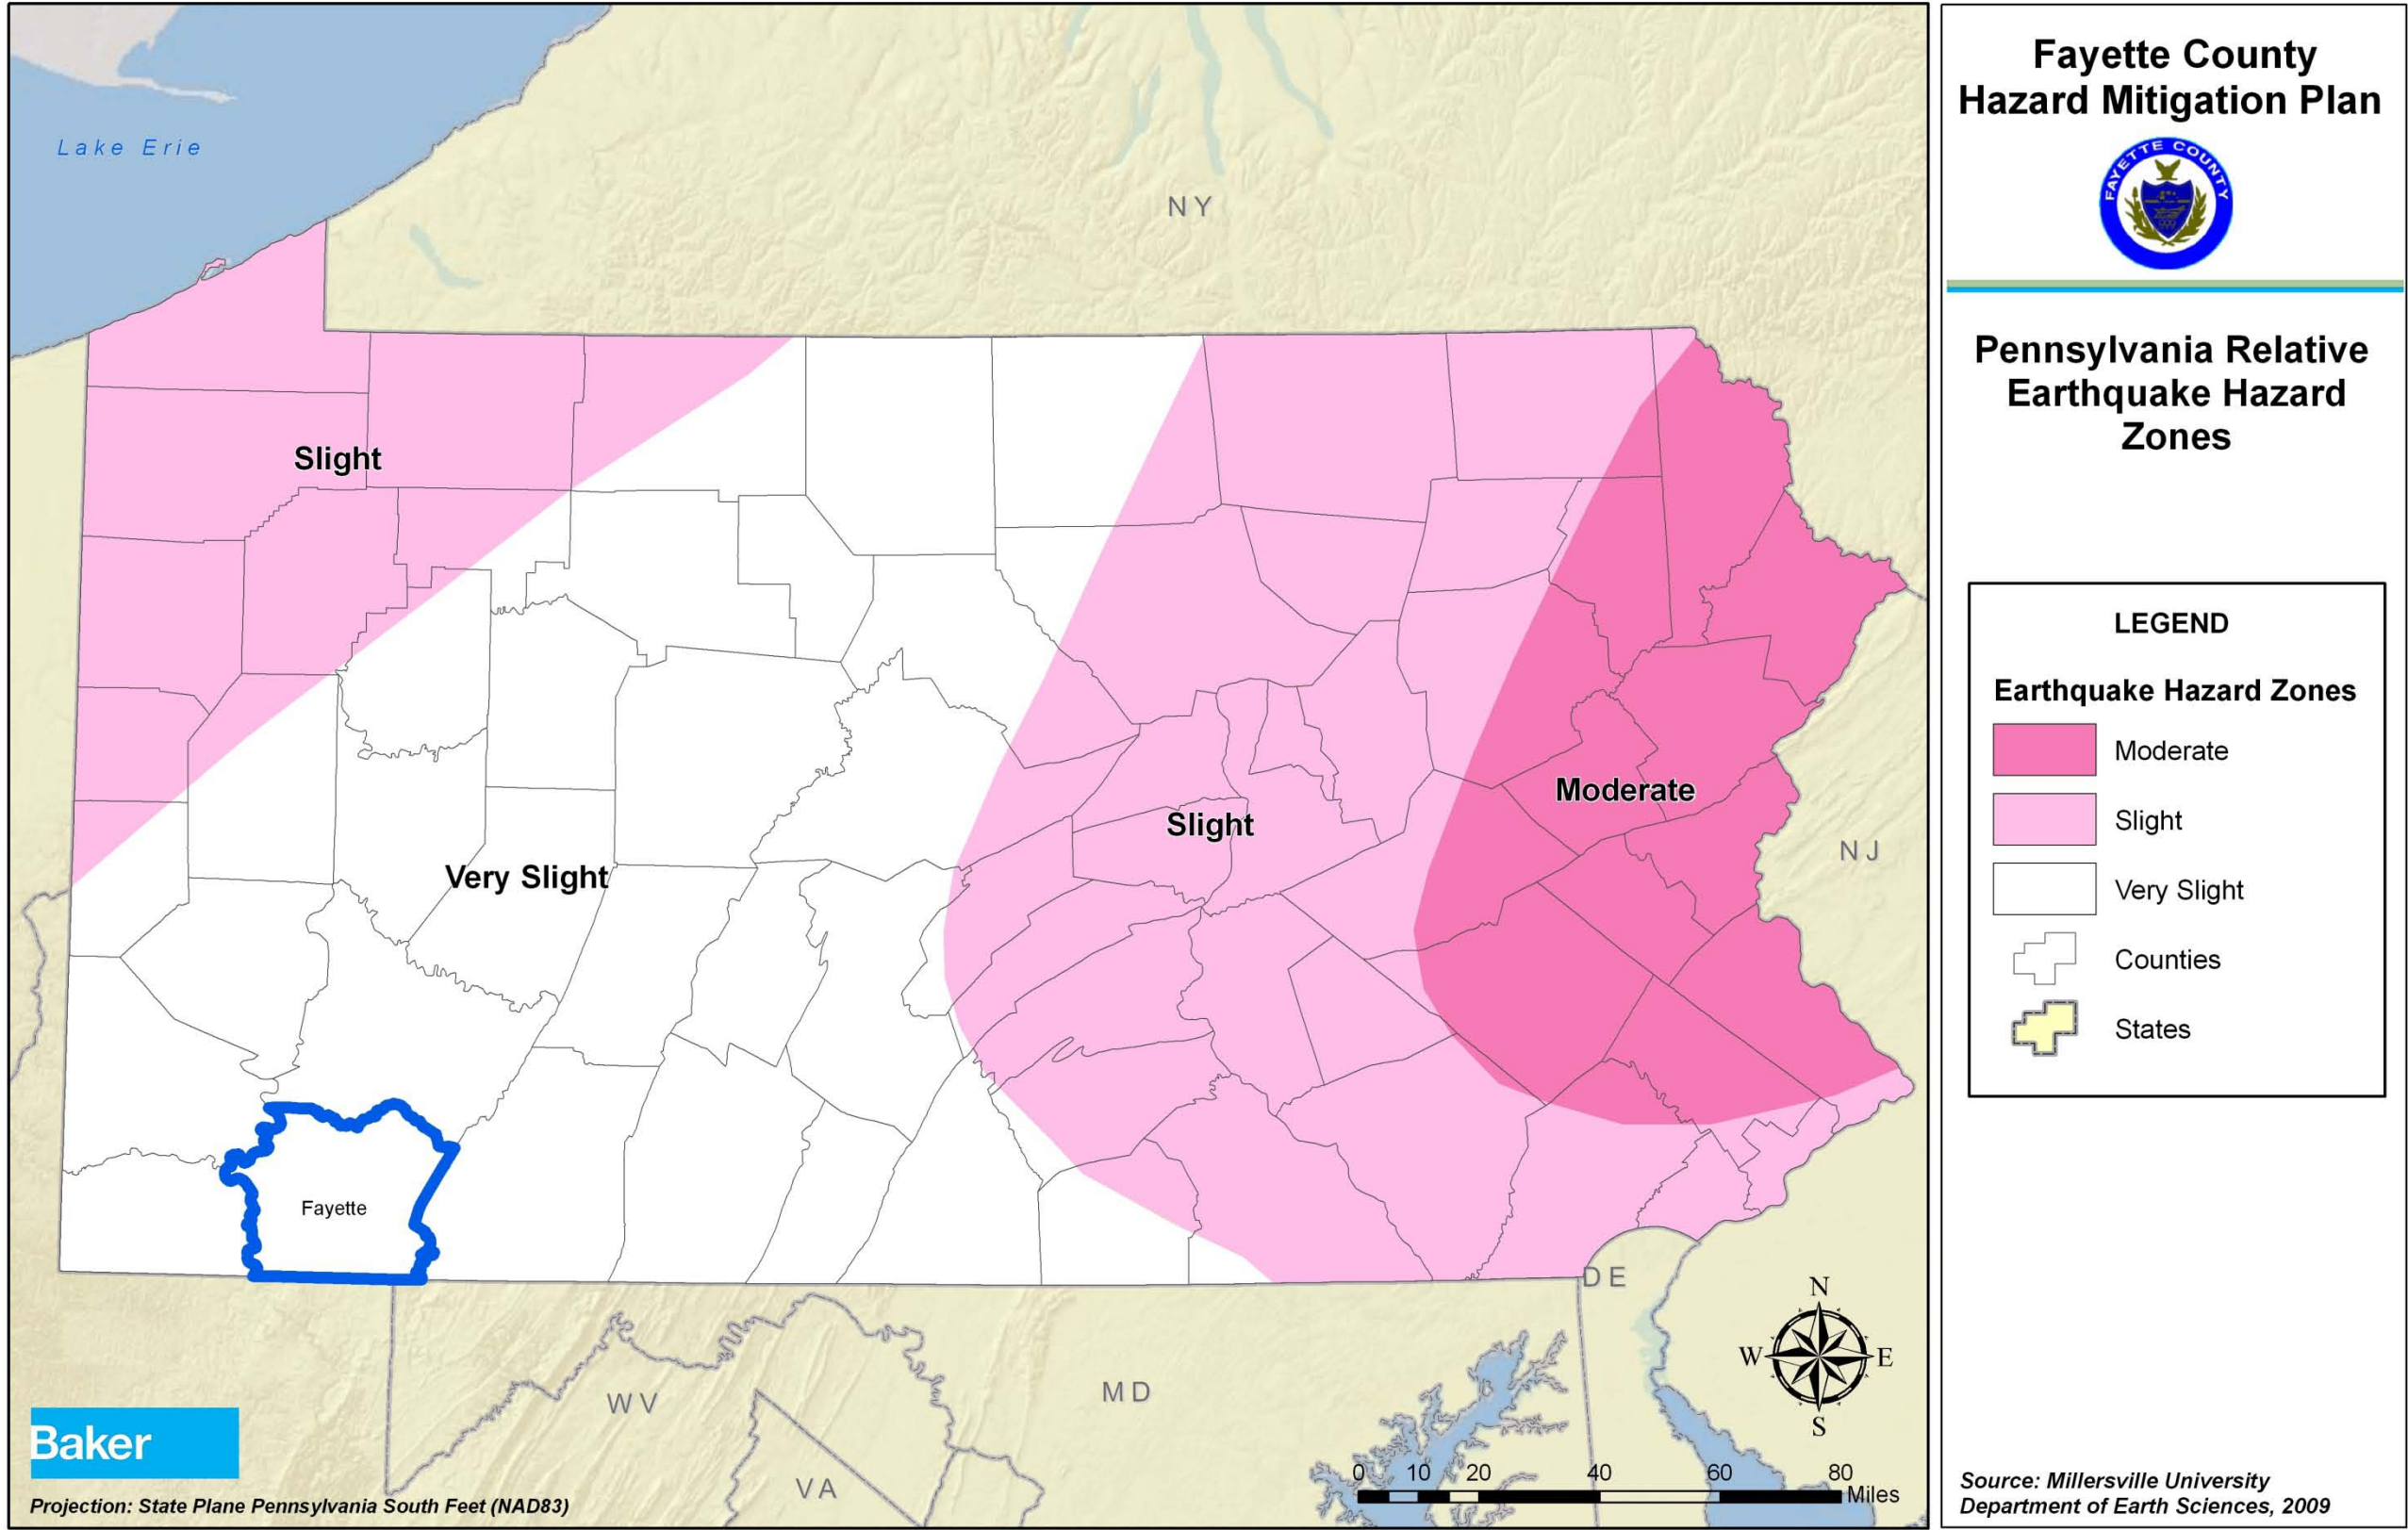 Lake Erie
NY
Slight
Slight
Moderate
Very Slight
NJ
Fayette
DE
WV
MD
VA
N
W E
S
0 10 20 40 60 80
Miles
Baker
Projection: State Plane Pennsylvania South Feet (NAD83)
Fayette County
Hazard Mitigation Plan
FAYETTE COUNTY
Pennsylvania Relative
Earthquake Hazard
Zones
LEGEND
Earthquake Hazard Zones
Moderate
Slight
Very Slight
Counties
States
Source: Millersville University
Department of Earth Sciences, 2009